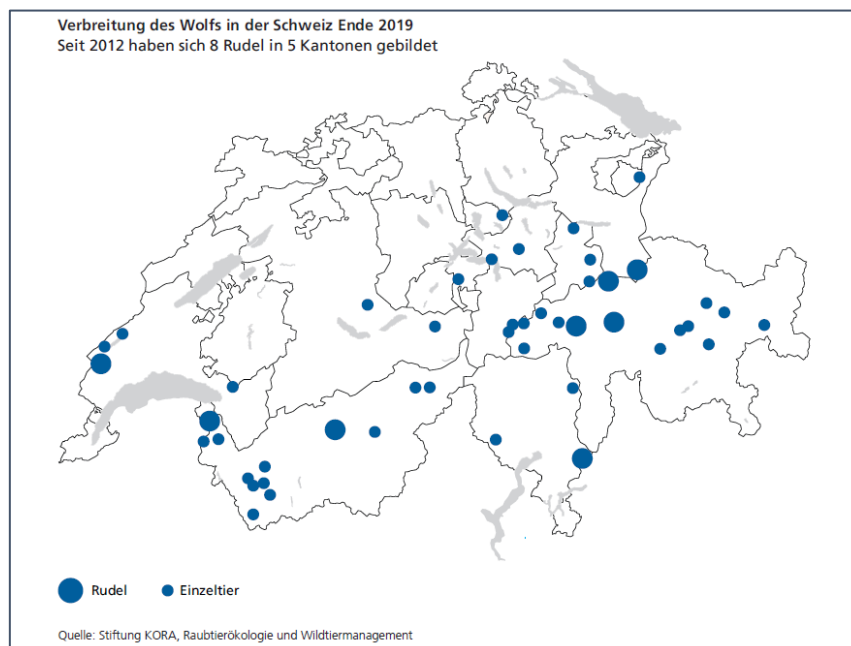 Verbreitung des Wolfs in der Schweiz Ende 2019
Seit 2012 haben sich 8 Rudel in 5 Kantonen gebildet
Rudel
Einzeltier
Quelle: Stiftung KORA, Raubtierökologie und Wildtiermanagement